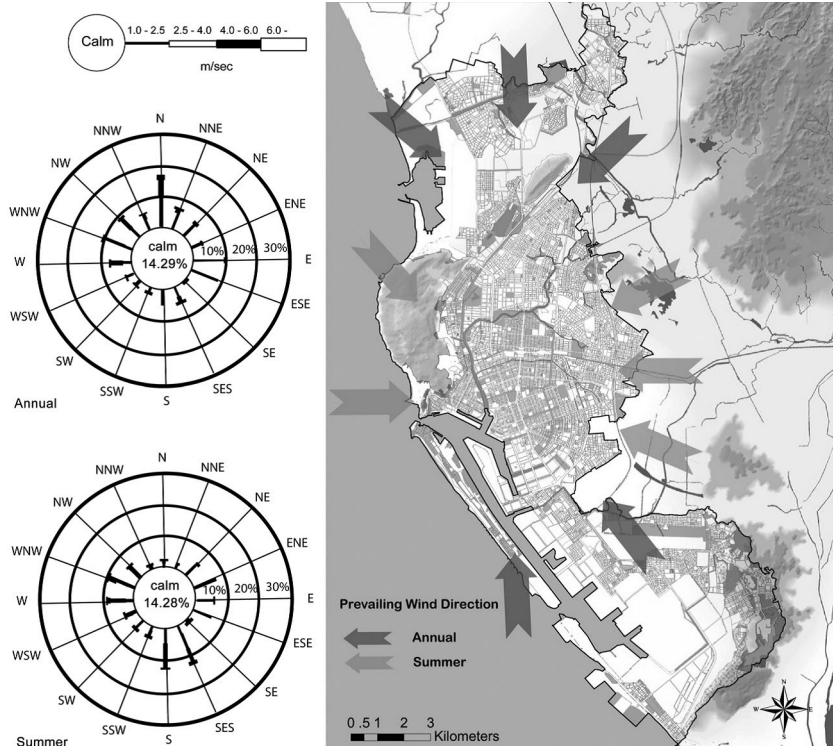 Calm
1.0 - 2.5 2.5 - 4.0 4.0 - 6.0 6.0 -
m/sec
N
NNW NNE
NW NE
WNW ENE
calm
14.29%
10% 20% 30%
W E
WSW ESE
SW SE
SSW SES
S
Annual
N
NNW NNE
NW NE
WNW ENE
calm
14.28%
10% 20% 30%
W E
WSW ESE
SW SE
SSW SES
S
Summer
Prevailing Wind Direction
Annual
Summer
0 .5 1 2 3
Kilometers
N
W E
S